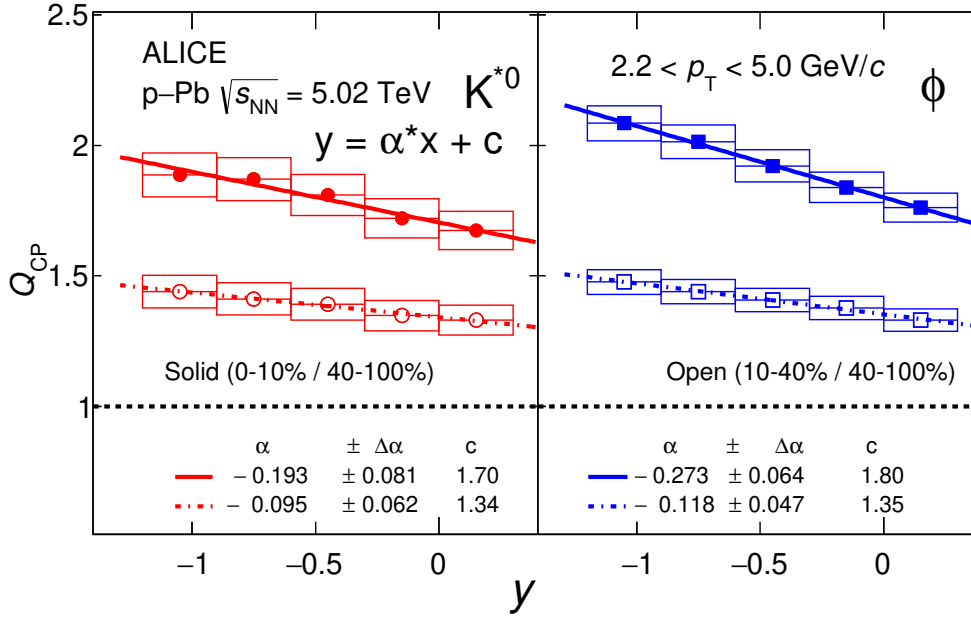 ALICE
p–Pb √sNN = 5.02 TeV
K*0
y = α*x + c
2.2 < pT < 5.0 GeV/c
ϕ
2.5
2
1.5
1
QCP
Solid (0-10% / 40-100%)
Open (10-40% / 40-100%)
α ± Δα c
− 0.193 ± 0.081 1.70
− 0.095 ± 0.062 1.34
α ± Δα c
− 0.273 ± 0.064 1.80
− 0.118 ± 0.047 1.35
−1 −0.5 0 −1 −0.5 0
y